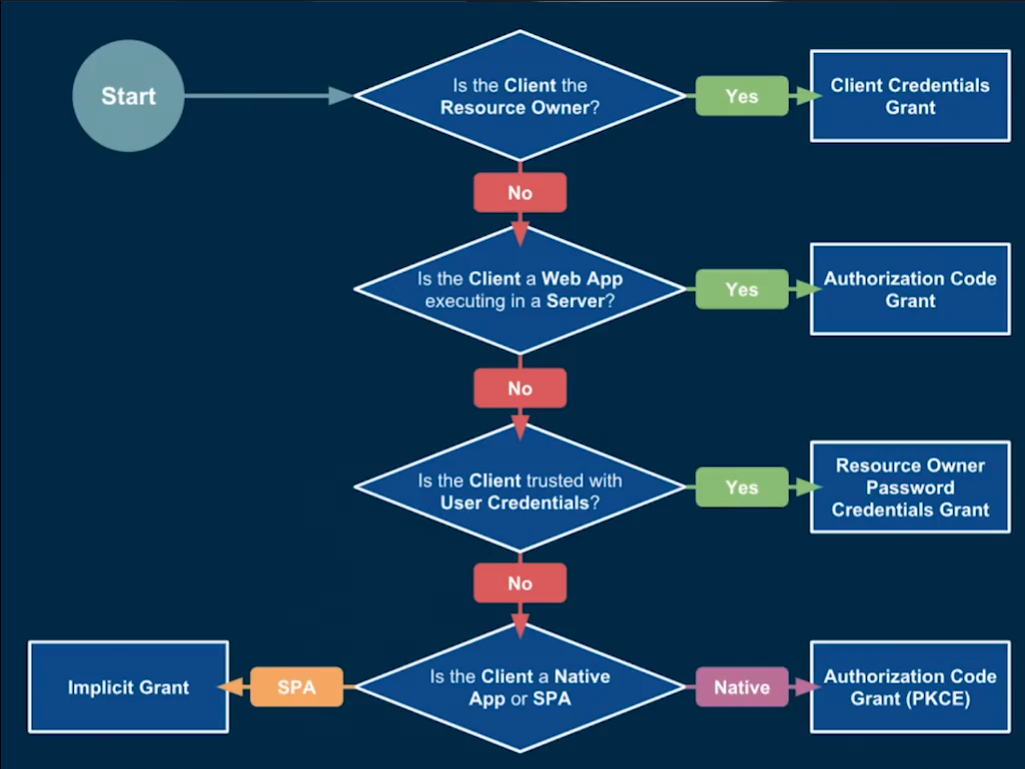 Start
Is the Client the
Resource Owner?
Yes
Client Credentials
Grant
No
Is the Client a Web App
executing in a Server?
Yes
Authorization Code
Grant
No
Is the Client trusted with
User Credentials?
Yes
Resource Owner
Password
Credentials Grant
No
Implicit Grant
SPA
Is the Client a Native
App or SPA
Native
Authorization Code
Grant (PKCE)